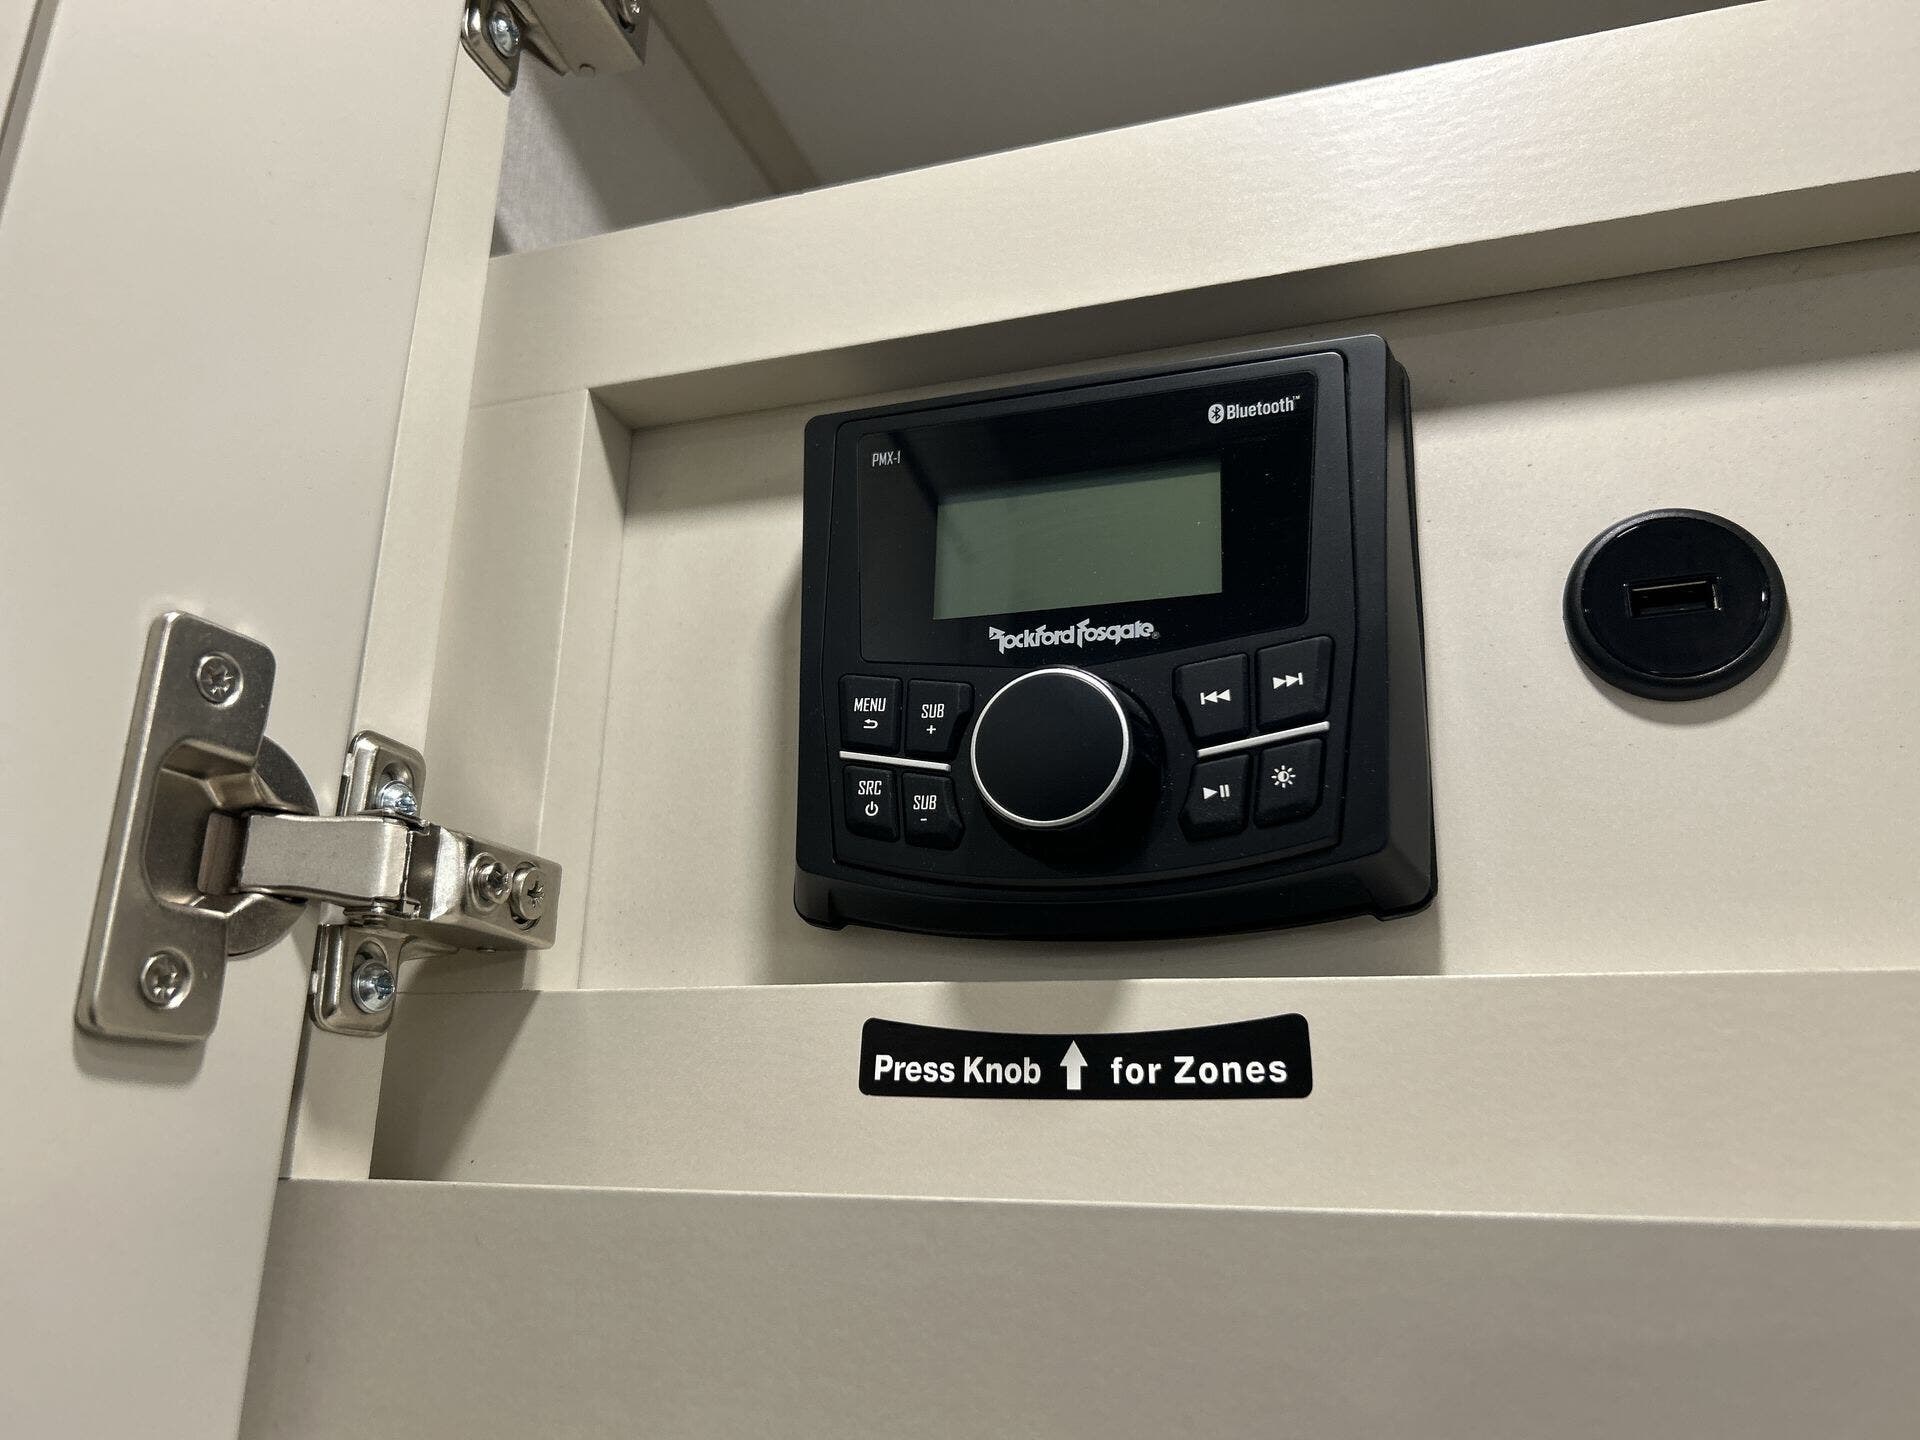 Bluetooth™
PMX-1
Rockford Fosgate®
MENU
SUB
+
SRC
SUB
-
Press Knob ↑ for Zones